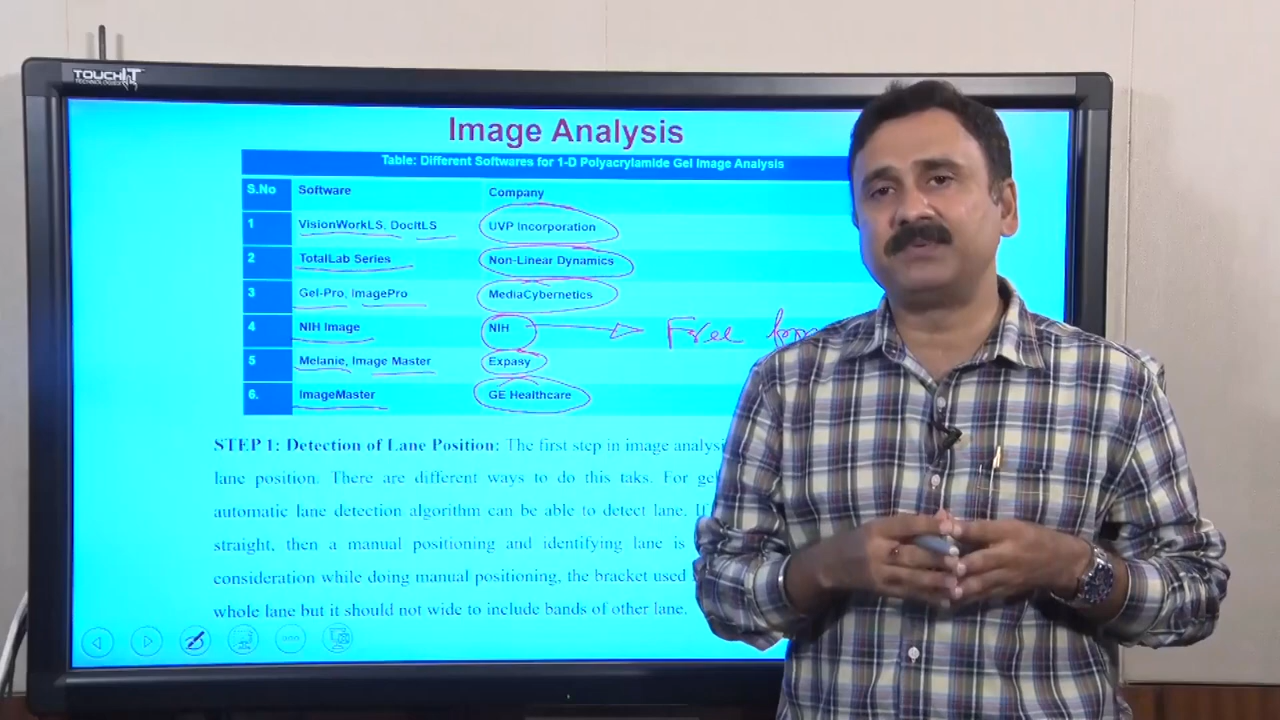 TOUCHIT
TECHNOLOGIES
Image Analysis
Table: Different Softwares for 1-D Polyacrylamide Gel Image Analysis
S.No Software Company
1 VisionWorkLS, DocItLS UVP Incorporation
2 TotalLab Series Non-Linear Dynamics
3 Gel-Pro, ImagePro MediaCybernetics
4 NIH Image NIH Free
5 Melanie, Image Master Expasy
6. ImageMaster GE Healthcare
STEP 1: Detection of Lane Position: The first step in image analysi
lane position. There are different ways to do this taks. For ge
automatic lane detection algorithm can be able to detect lane. If
straight, then a manual positioning and identifying lane is
consideration while doing manual positioning, the bracket used
whole lane but it should not wide to include bands of other lane.